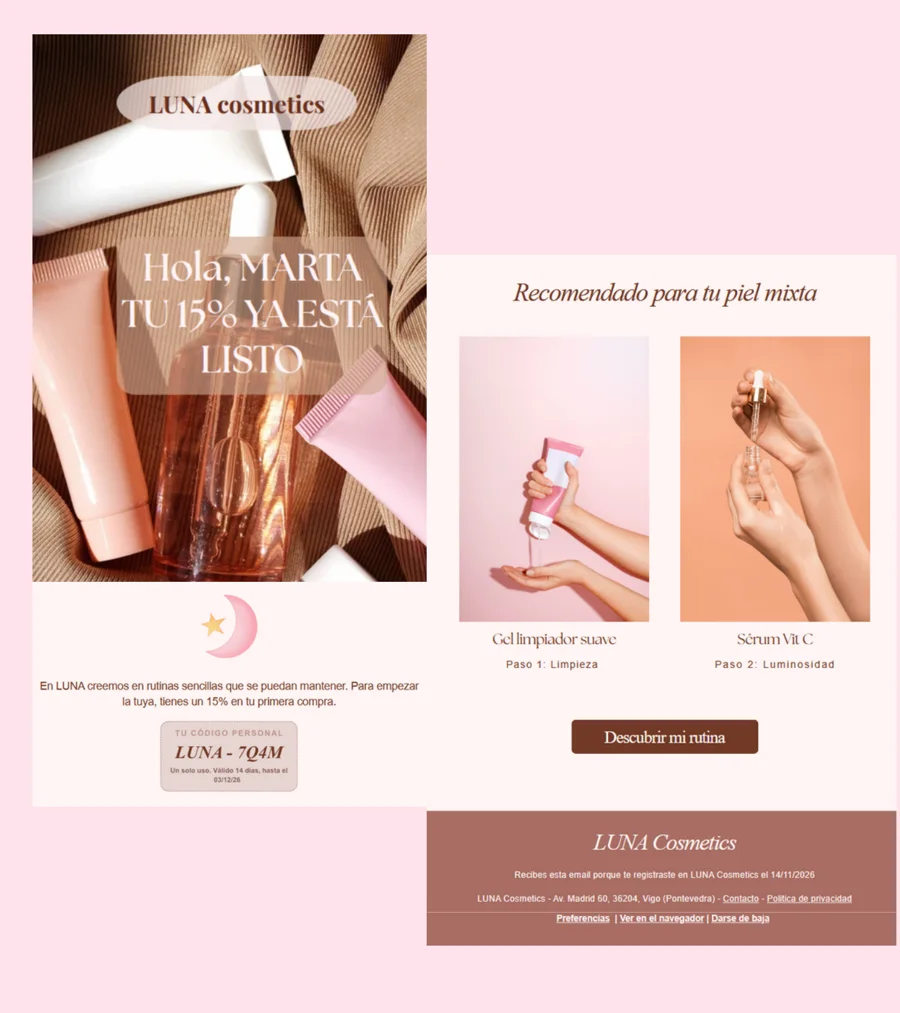 LUNA cosmetics
Hola, MARTA
TU 15% YA ESTÁ
LISTO
En LUNA creemos en rutinas sencillas que se puedan mantener. Para empezar
la tuya, tienes un 15% en tu primera compra.
TU CÓDIGO PERSONAL
LUNA - 7Q4M
Un solo uso. Válido 14 días, hasta el
03/12/26
Recomendado para tu piel mixta
Gel limpiador suave
Paso 1: Limpieza
Sérum Vit C
Paso 2: Luminosidad
Descubrir mi rutina
LUNA Cosmetics
Recibes esta email porque te registraste en LUNA Cosmetics el 14/11/2026
LUNA Cosmetics - Av. Madrid 60, 36204, Vigo (Pontevedra) - Contacto - Política de privacidad
Preferencias | Ver en el navegador | Darse de baja